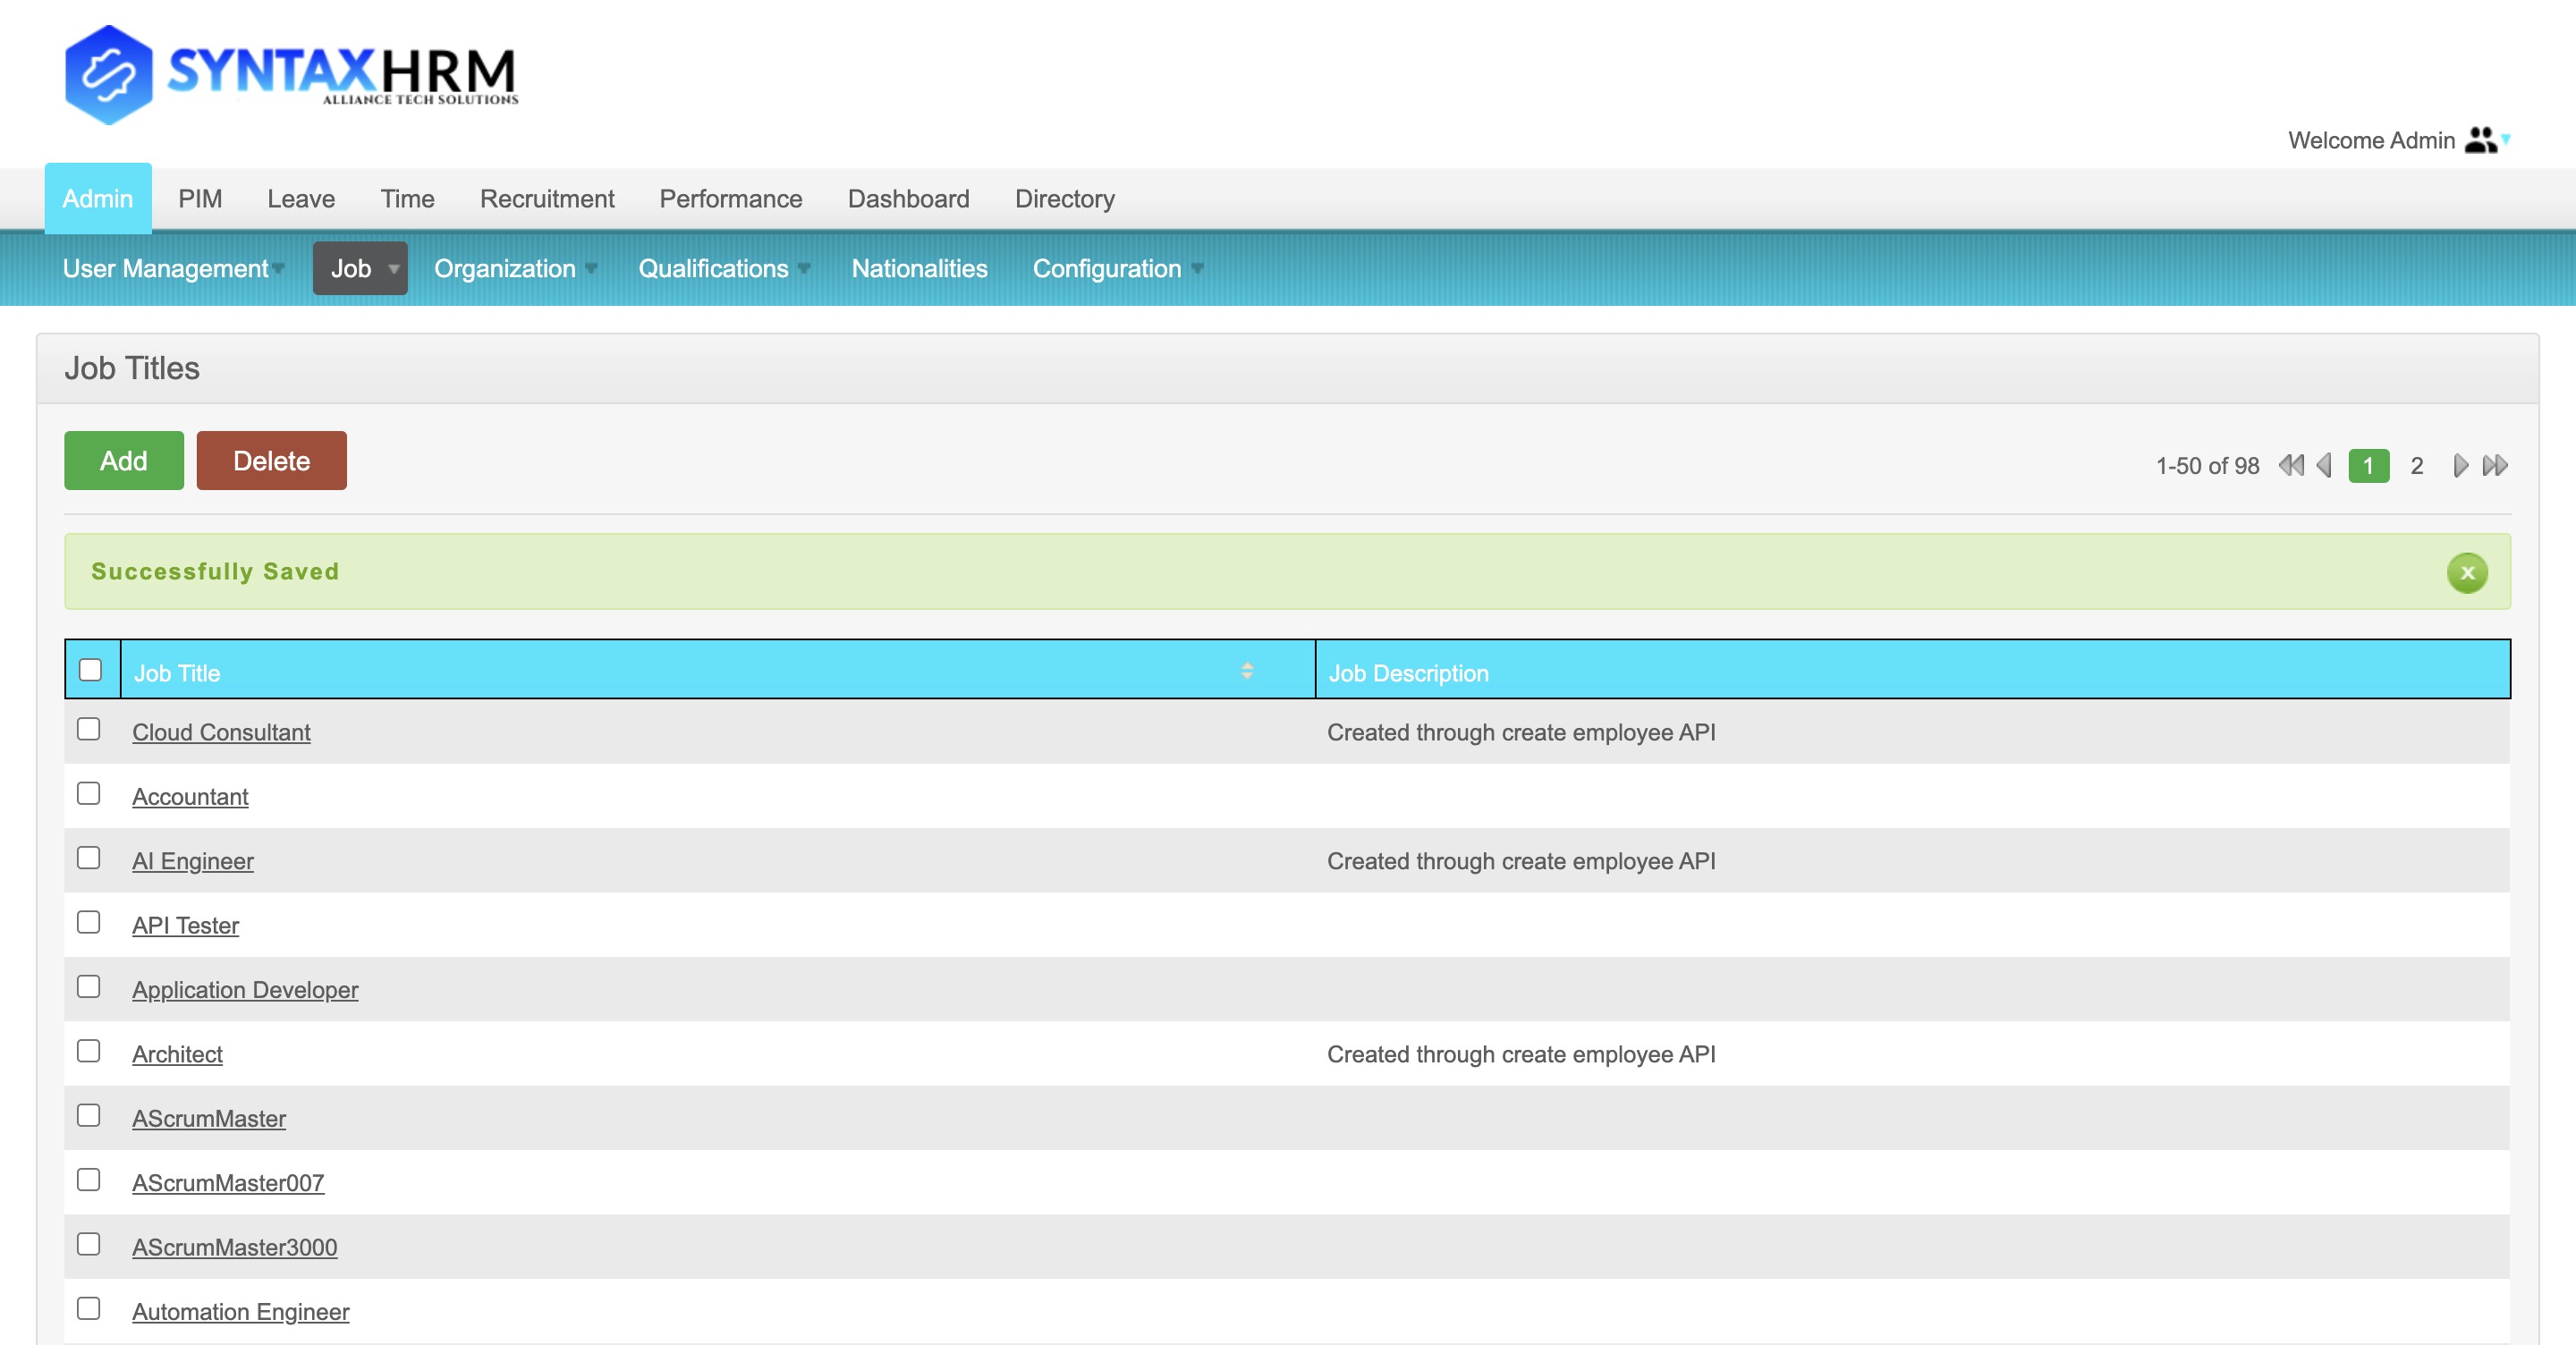 SYNTAXHRM
ALLIANCE TECH SOLUTIONS
Welcome Admin
Admin PIM Leave Time Recruitment Performance Dashboard Directory
User Management Job Organization Qualifications Nationalities Configuration
Job Titles
Add Delete 1-50 of 98 1 2
Successfully Saved x
Job Title Job Description
Cloud Consultant Created through create employee API
Accountant
AI Engineer Created through create employee API
API Tester
Application Developer
Architect Created through create employee API
AScrumMaster
AScrumMaster007
AScrumMaster3000
Automation Engineer